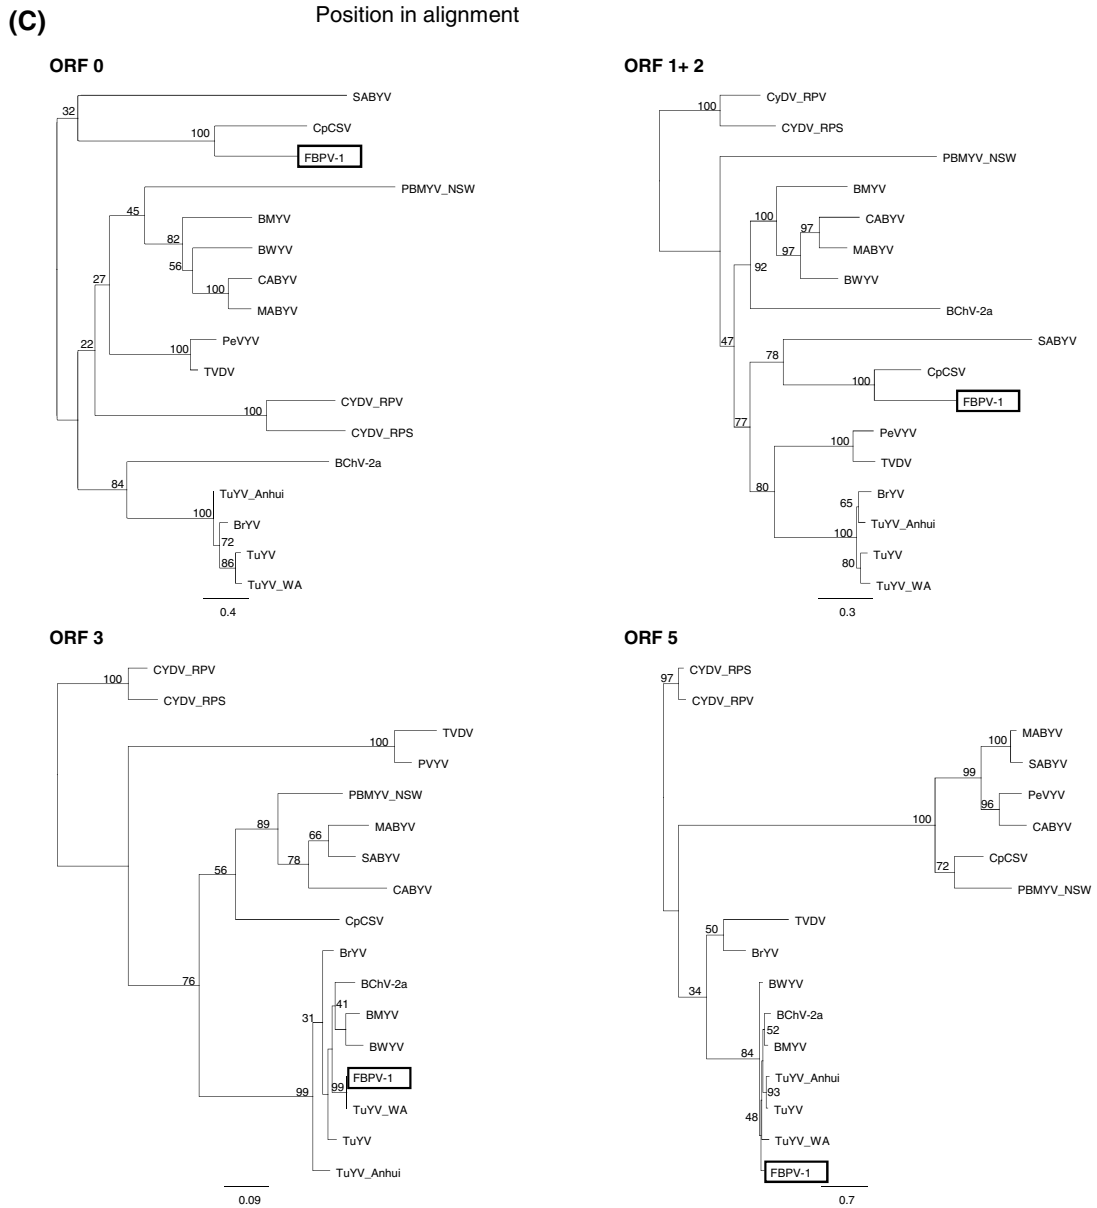 (C)
Position in alignment
ORF 0
32
SABYV
100
CpCSV
FBPV-1
PBMYV_NSW
45
BMYV
82
BWYV
56
CABYV
100
MABYV
27
PeVYV
100
TVDV
22
CYDV_RPV
100
CYDV_RPS
BChV-2a
84
TuYV_Anhui
100
BrYV
72
TuYV
86
TuYV_WA
0.4
ORF 1+ 2
CyDV_RPV
100
CYDV_RPS
PBMYV_NSW
BMYV
100
CABYV
97
MABYV
97
BWYV
92
BChV-2a
47
SABYV
78
CpCSV
100
FBPV-1
77
PeVYV
100
TVDV
80
BrYV
65
TuYV_Anhui
100
TuYV
80
TuYV_WA
0.3
ORF 3
CYDV_RPV
100
CYDV_RPS
TVDV
100
PVYV
PBMYV_NSW
89
MABYV
66
SABYV
78
CABYV
56
CpCSV
76
BrYV
BChV-2a
41
BMYV
31
BWYV
FBPV-1
99
TuYV_WA
99
TuYV
TuYV_Anhui
0.09
ORF 5
CYDV_RPS
97
CYDV_RPV
MABYV
100
SABYV
99
PeVYV
96
CABYV
100
CpCSV
72
PBMYV_NSW
TVDV
50
BrYV
34
BWYV
BChV-2a
52
BMYV
84
TuYV_Anhui
93
TuYV
48
TuYV_WA
FBPV-1
0.7